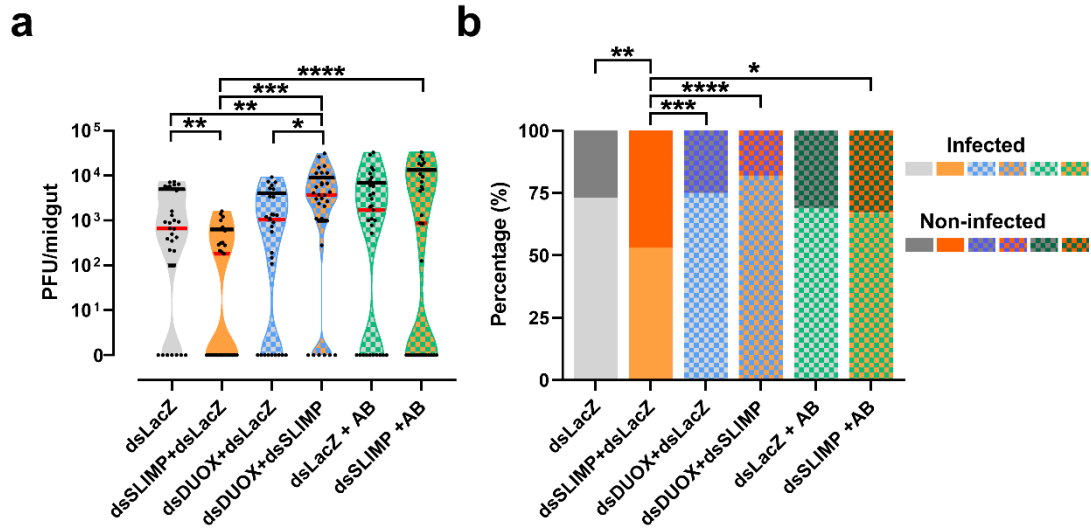 a
****
***
**
**
*
10^5
10^4
10^3
10^2
10^1
0
PFU/midgut
dsLacZ
dsSLIMP+dsLacZ
dsDUOX+dsLacZ
dsDUOX+dsSLIMP
dsLacZ + AB
dsSLIMP +AB
b
**
*
****
***
100
75
50
25
0
Percentage (%)
dsLacZ
dsSLIMP+dsLacZ
dsDUOX+dsLacZ
dsDUOX+dsSLIMP
dsLacZ + AB
dsSLIMP +AB
Infected
Non-infected